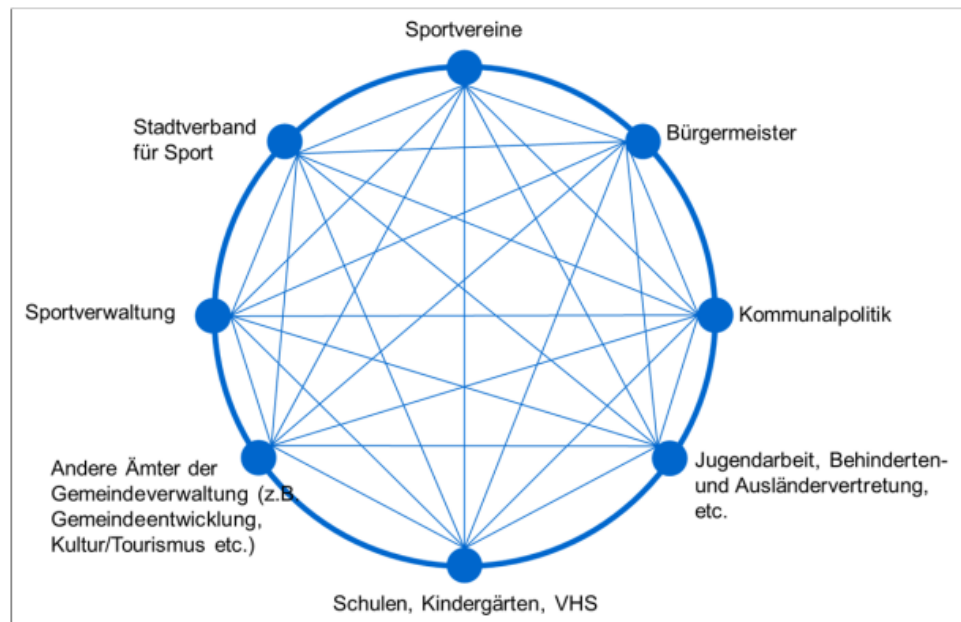 Sportvereine
Stadtverband
für Sport
Bürgermeister
Sportverwaltung
Kommunalpolitik
Andere Ämter der
Gemeindeverwaltung (z.B.
Gemeindeentwicklung,
Kultur/Tourismus etc.)
Jugendarbeit, Behinderten-
und Ausländervertretung,
etc.
Schulen, Kindergärten, VHS